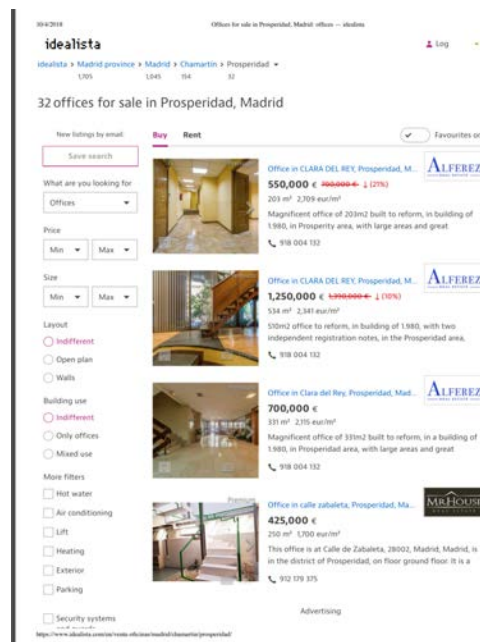 10/4/2018
Offices for sale in Prosperidad, Madrid: offices — idealista
idealista
Log
idealista > Madrid province > Madrid > Chamartín > Prosperidad
1,705 1,045 154 32
32 offices for sale in Prosperidad, Madrid
New listings by email:
Save search
Buy Rent
Favourites on
What are you looking for
Offices
Price
Min Max
Size
Min Max
Layout
Indifferent
Open plan
Walls
Building use
Indifferent
Only offices
Mixed use
More filters
Hot water
Air conditioning
Lift
Heating
Exterior
Parking
Security systems
Office in CLARA DEL REY, Prosperidad, M...
ALFEREZ
550,000 € 700,000 € ↓ (21%)
203 m² 2,709 eur/m²
Magnificent office of 203m2 built to reform, in building of
1.980, in Prosperity area, with large areas and great
918 004 132
Office in CLARA DEL REY, Prosperidad, M...
ALFEREZ
1,250,000 € 1,390,000 € ↓ (10%)
534 m² 2,341 eur/m²
510m2 office to reform, in building of 1.980, with two
independent registration notes, in the Prosperidad area,
918 004 132
Office in Clara del Rey, Prosperidad, Mad...
ALFEREZ
700,000 €
331 m² 2,115 eur/m²
Magnificent office of 331m2 built to reform, in a building of
1.980, in Prosperidad area, with large areas and great
918 004 132
Premium
Office in calle zabaleta, Prosperidad, Ma...
MR.HOUSE
REAL ESTATE
425,000 €
250 m² 1,700 eur/m²
This office is at Calle de Zabaleta, 28002, Madrid, Madrid, is
in the district of Prosperidad, on floor ground floor. It is a
912 179 375
Advertising
https://www.idealista.com/en/venta-oficinas/madrid/chamartin/prosperidad/